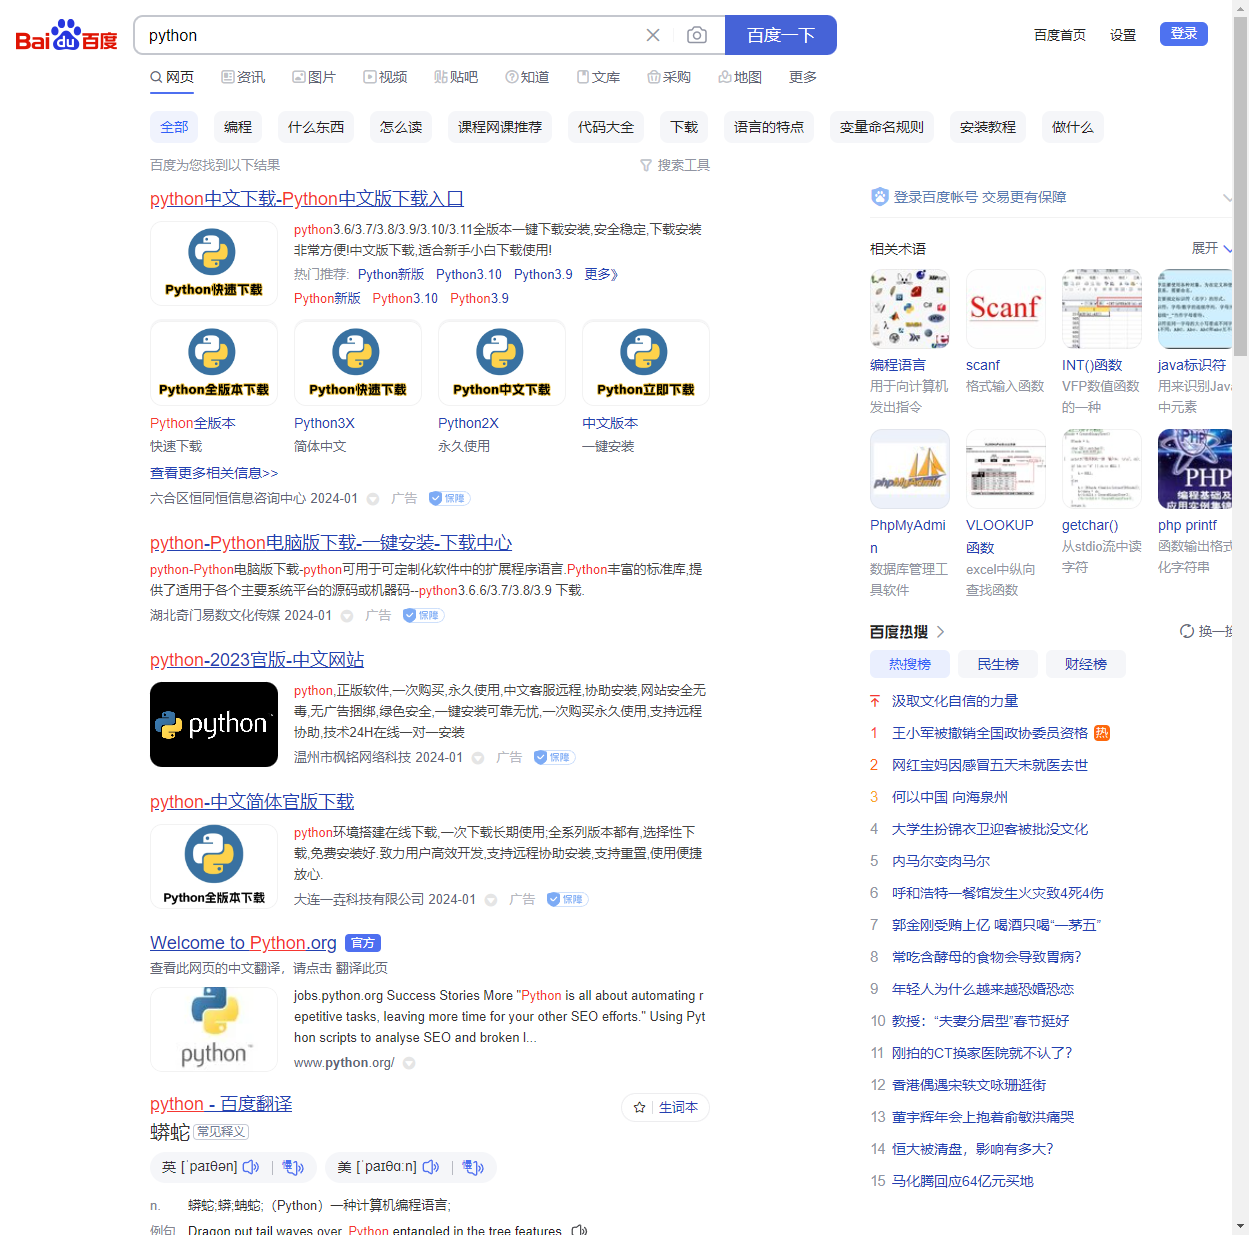 Bai du 百度
python
百度一下
百度首页 设置 登录
网页 资讯 图片 视频 贴吧 知道 文库 采购 地图 更多
全部 编程 什么东西 怎么读 课程网课推荐 代码大全 下载 语言的特点 变量命名规则 安装教程 做什么
百度为您找到以下结果
搜索工具
python中文下载-Python中文版下载入口
Python快速下载
python3.6/3.7/3.8/3.9/3.10/3.11全版本一键下载安装,安全稳定,下载安装
非常方便!中文版下载,适合新手小白下载使用!
热门推荐: Python新版 Python3.10 Python3.9 更多》
Python新版 Python3.10 Python3.9
Python全版本下载 Python快速下载 Python中文下载 Python立即下载
Python全版本 Python3X Python2X 中文版本
快速下载 简体中文 永久使用 一键安装
查看更多相关信息>>
六合区恒同恒信息咨询中心 2024-01 广告 保障
python-Python电脑版下载-一键安装-下载中心
python-Python电脑版下载-python可用于可定制化软件中的扩展程序语言.Python丰富的标准库,提
供了适用于各个主要系统平台的源码或机器码--python3.6.6/3.7/3.8/3.9 下载.
湖北奇门易数文化传媒 2024-01 广告 保障
python-2023官版-中文网站
python
python,正版软件,一次购买,永久使用,中文客服远程,协助安装,网站安全无
毒,无广告捆绑,绿色安全,一键安装可靠无忧,一次购买永久使用,支持远程
协助,技术24H在线一对一安装
温州市枫铭网络科技 2024-01 广告 保障
python-中文简体官版下载
Python全版本下载
python环境搭建在线下载,一次下载长期使用;全系列版本都有,选择性下
载,免费安装好.致力用户高效开发,支持远程协助安装,支持重置,使用便捷
放心.
大连一垚科技有限公司 2024-01 广告 保障
Welcome to Python.org 官方
查看此网页的中文翻译，请点击 翻译此页
python
jobs.python.org Success Stories More "Python is all about automating r
epetitive tasks, leaving more time for your other SEO efforts." Using Pyt
hon scripts to analyse SEO and broken l...
www.python.org/
python - 百度翻译
生词本
蟒蛇 常见释义
英 [ˈpaɪθən] 美 [ˈpaɪθɑːn]
n. 蟒蛇;蟒;蚺蛇;（Python）一种计算机编程语言;
例句 Dragon put tail waves over, Python entangled in the tree features.
登录百度帐号 交易更有保障
相关术语 展开
Scanf
编程语言 scanf INT()函数 java标识符
用于向计算机 格式输入函数 VFP数值函数 用来识别Java
发出指令 的一种 中元素
phpMyAdmin
PHP
编程基础及
PhpMyAdmi VLOOKUP getchar() php printf
n 函数 从stdio流中读 函数输出格式
数据库管理工 excel中纵向 字符 化字符串
具软件 查找函数
百度热搜 换一换
热搜榜 民生榜 财经榜
汲取文化自信的力量
1 王小军被撤销全国政协委员资格 热
2 网红宝妈因感冒五天未就医去世
3 何以中国 向海泉州
4 大学生扮锦衣卫迎客被批没文化
5 内马尔变肉马尔
6 呼和浩特一餐馆发生火灾致4死4伤
7 郭金刚受贿上亿 喝酒只喝“一茅五”
8 常吃含酵母的食物会导致胃病?
9 年轻人为什么越来越恐婚恐恋
10 教授：“夫妻分居型”春节挺好
11 刚拍的CT换家医院就不认了?
12 香港偶遇宋轶文咏珊逛街
13 董宇辉年会上抱着俞敏洪痛哭
14 恒大被清盘，影响有多大?
15 马化腾回应64亿元买地